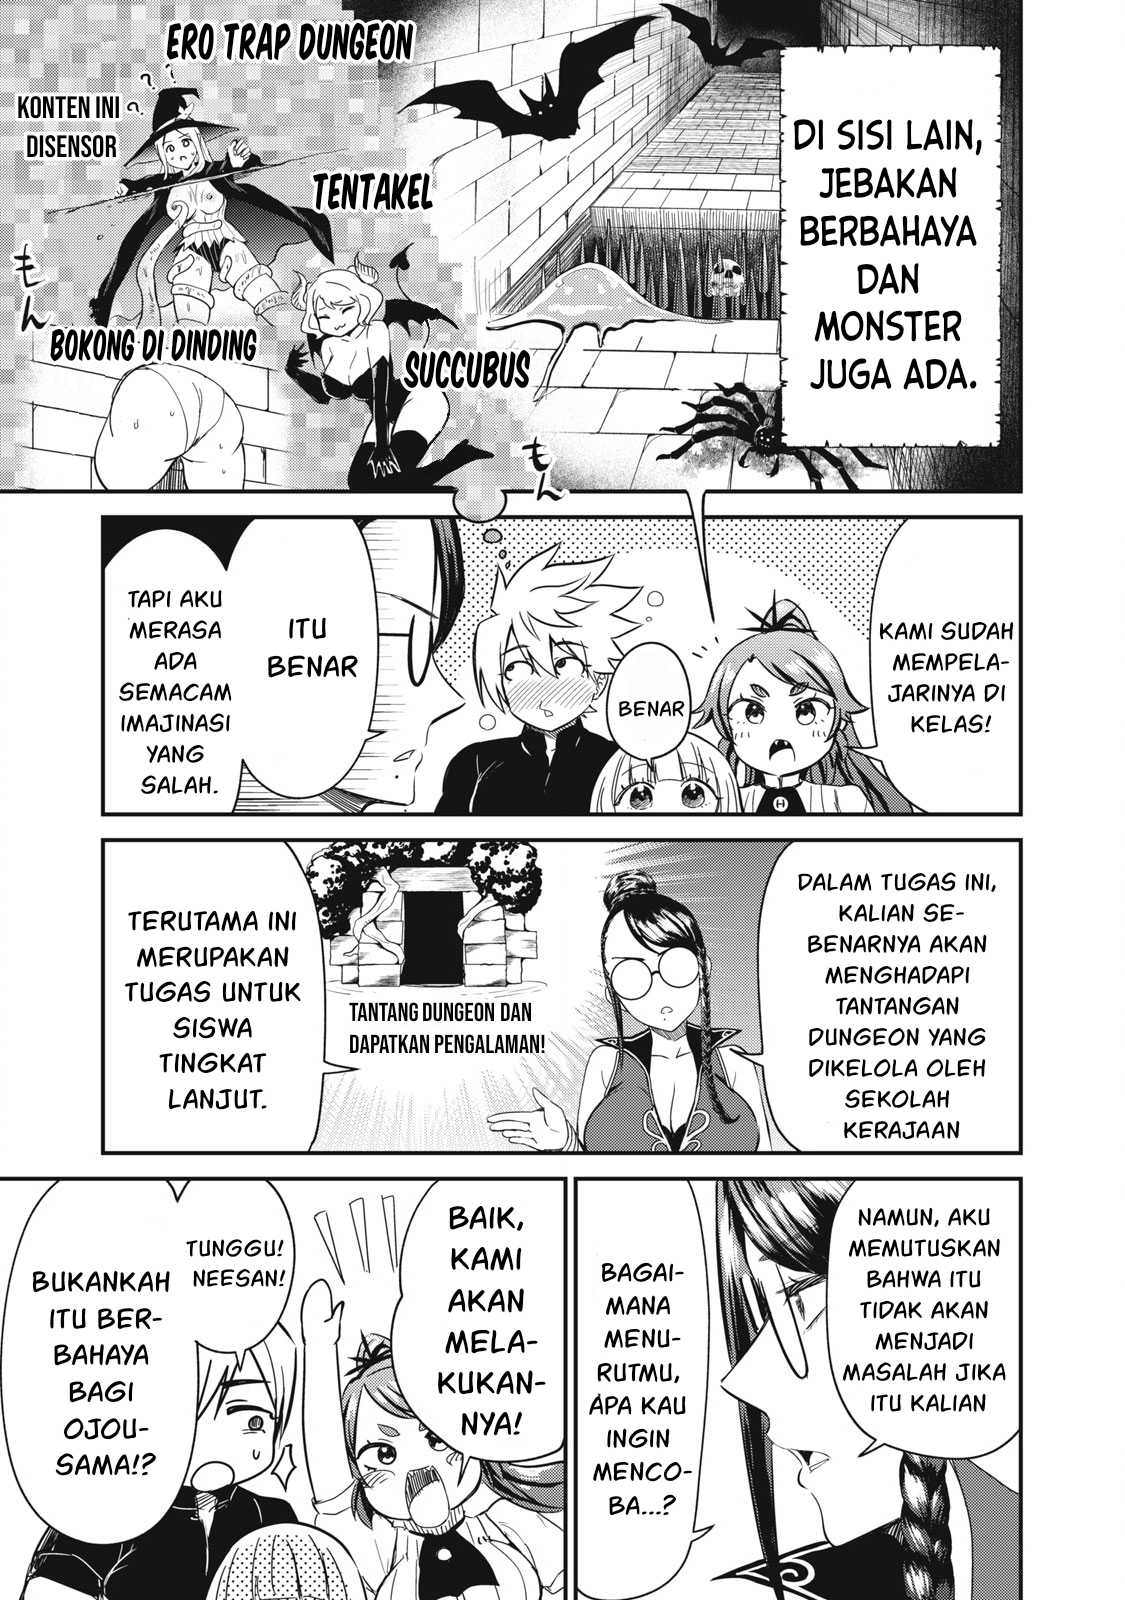 DI SISI LAIN,
JEBAKAN
BERBAHAYA
DAN
MONSTER
JUGA ADA.
ERO TRAP DUNGEON
KONTEN INI
DISENSOR
TENTAKEL
もん
BOKONG DI DINDING
SUCCUBUS
もん
KAMI SUDAH
MEMPELA-
JARINYA DI
KELAS!
BENAR
H
ITU
BENAR
TAPI AKU
MERASA
ADA
SEMACAM
IMAJINASI
YANG
SALAH.
DALAM TUGAS INI,
KALIAN SE-
BENARNYA AKAN
MENGHADAPI
TANTANGAN
DUNGEON YANG
DIKELOLA OLEH
SEKOLAH
KERAJAAN
TANTANG DUNGEON DAN
DAPATKAN PENGALAMAN!
TERUTAMA INI
MERUPAKAN
TUGAS UNTUK
SISWA
TINGKAT
LANJUT.
NAMUN, AKU
MEMUTUSKAN
BAHWA ITU
TIDAK AKAN
MENJADI
MASALAH JIKA
ITU KALIAN
BAGAI-
MANA
MENU-
RUTMU,
APA KAU
INGIN
MENCO-
BA...?
BAIK,
KAMI
AKAN
MELA-
KUKAN-
NYA!
TUNGGU!
NEESAN!
BUKANKAH
ITU BER-
BAHAYA
BAGI
OJOU-
SAMA!?